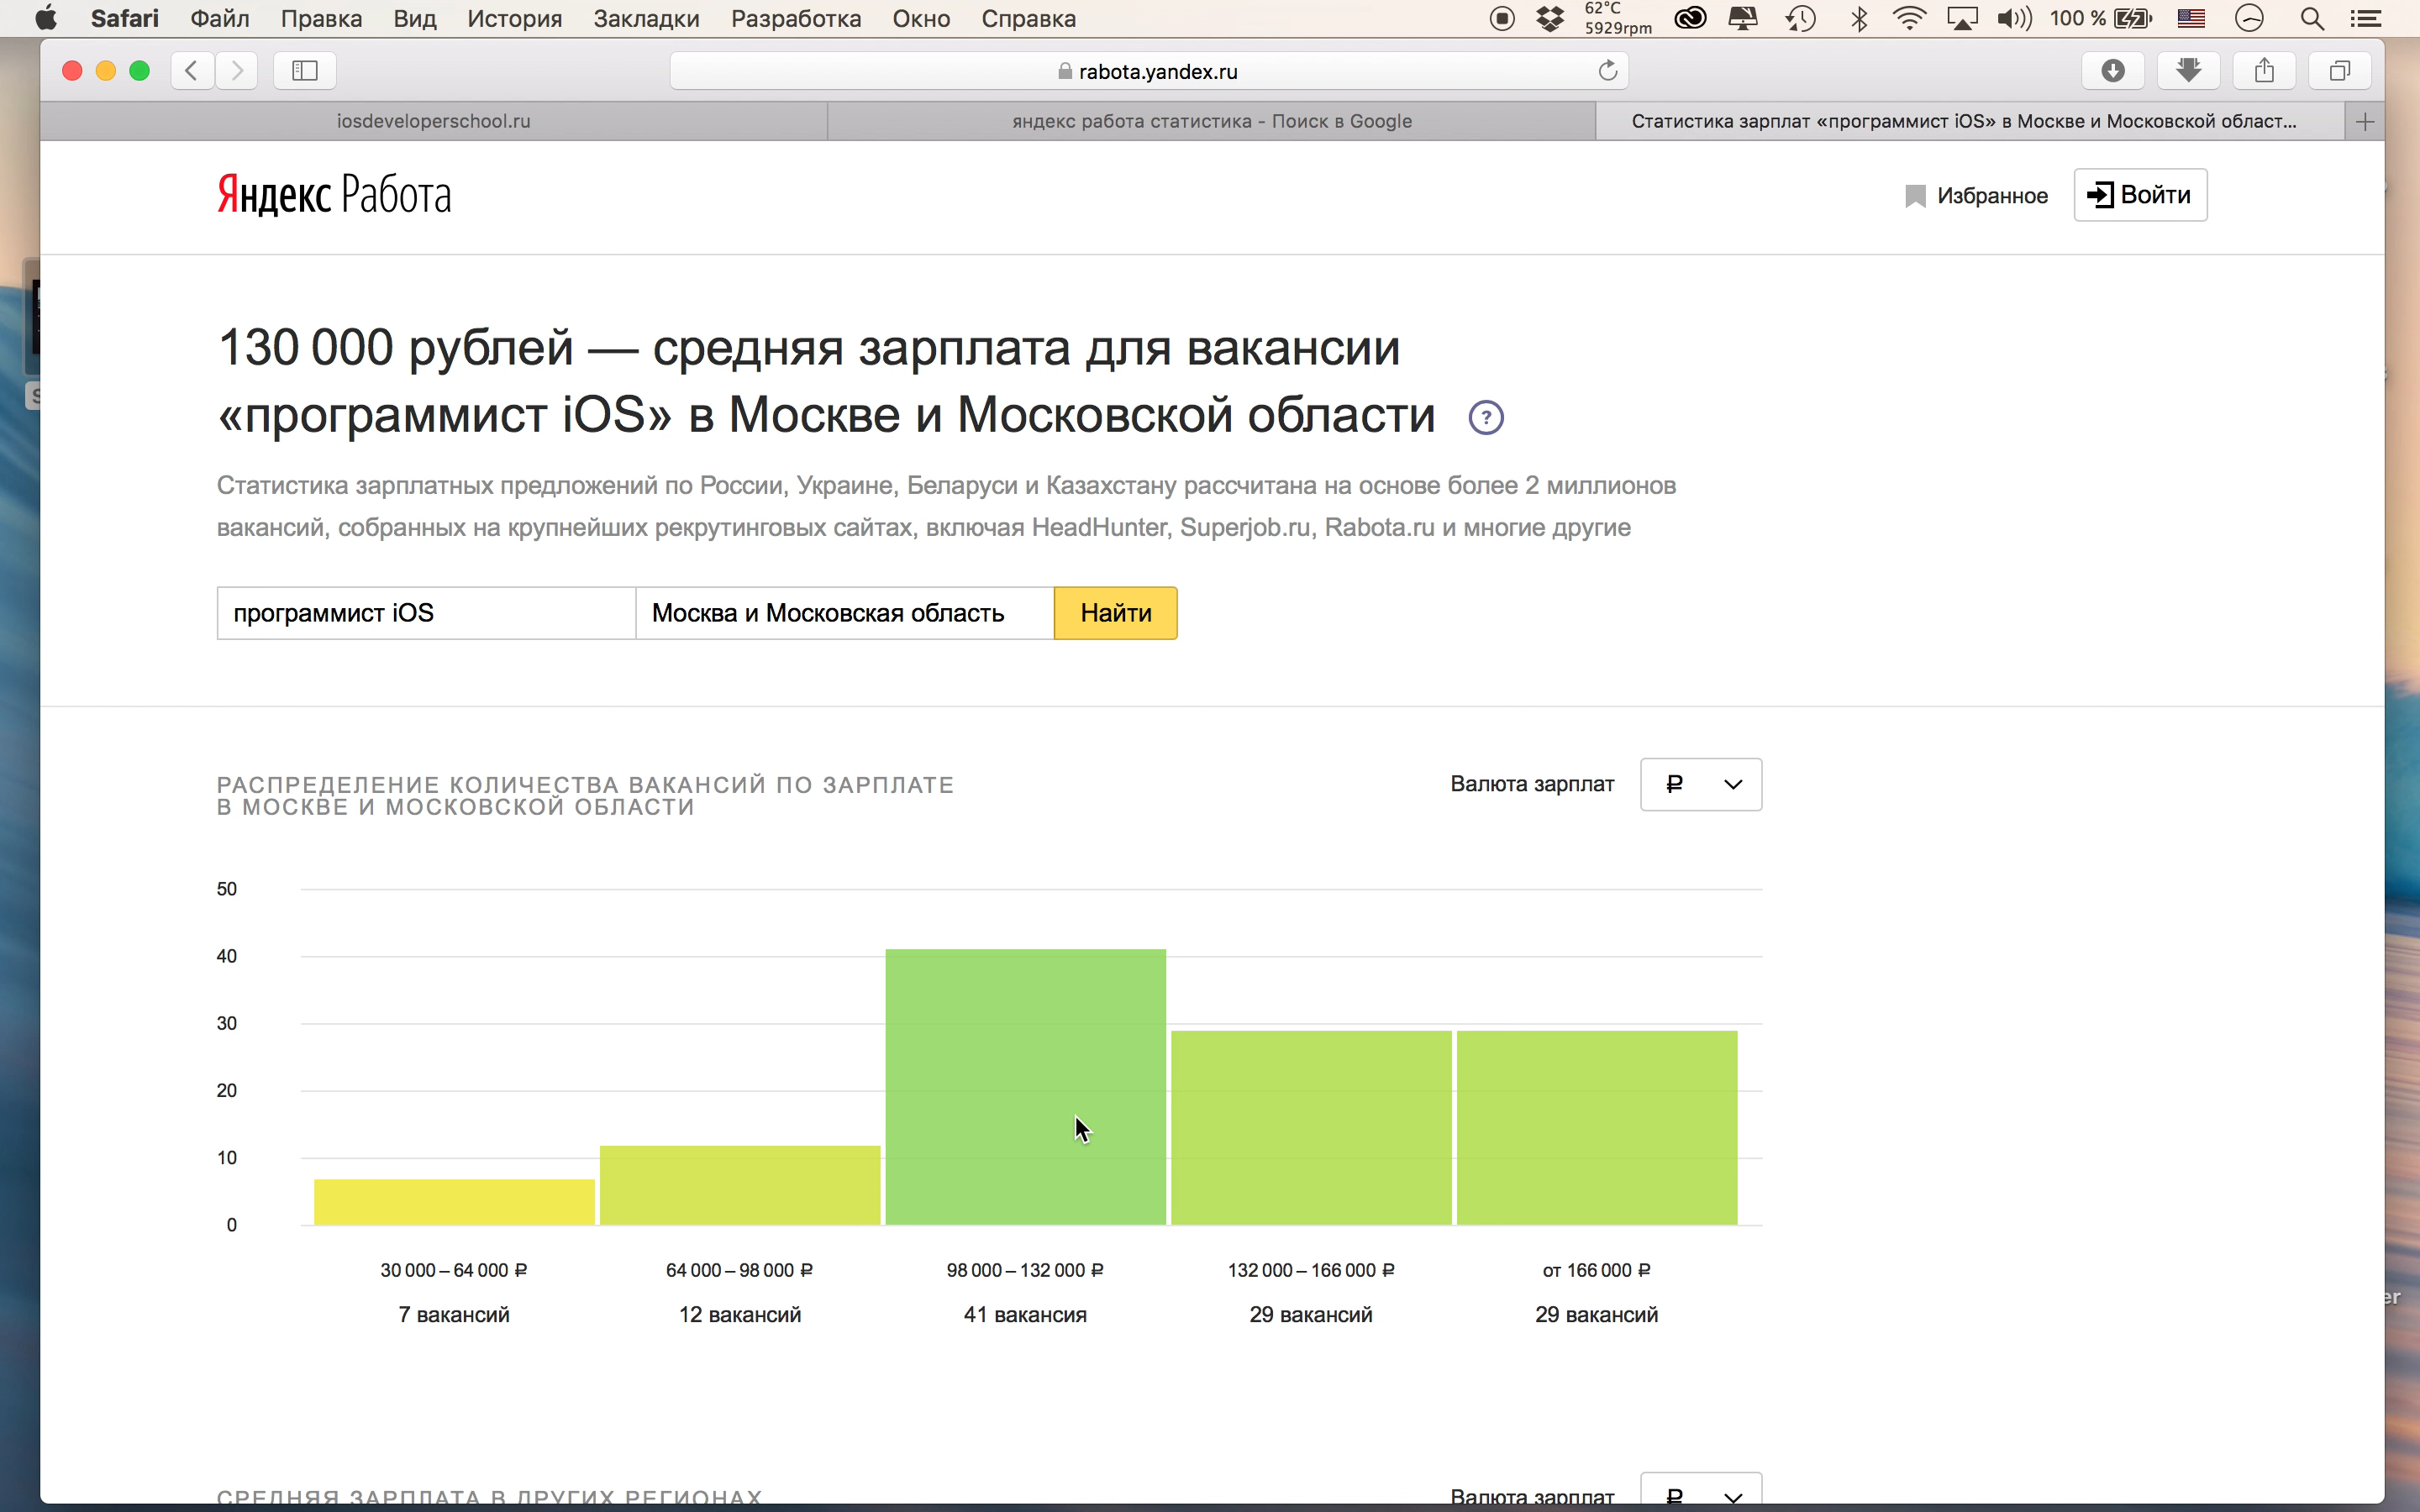 Safari Файл Правка Вид История Закладки Разработка Окно Справка 62°C 5929rpm 100 %
rabota.yandex.ru
iosdeveloperschool.ru яндекс работа статистика - Поиск в Google Статистика зарплат «программист iOS» в Москве и Московской област...
Яндекс Работа Избранное Войти
130 000 рублей — средняя зарплата для вакансии
«программист iOS» в Москве и Московской области ?
Статистика зарплатных предложений по России, Украине, Беларуси и Казахстану рассчитана на основе более 2 миллионов
вакансий, собранных на крупнейших рекрутинговых сайтах, включая HeadHunter, Superjob.ru, Rabota.ru и многие другие
программист iOS Москва и Московская область Найти
РАСПРЕДЕЛЕНИЕ КОЛИЧЕСТВА ВАКАНСИЙ ПО ЗАРПЛАТЕ
В МОСКВЕ И МОСКОВСКОЙ ОБЛАСТИ
Валюта зарплат ₽
50
40
30
20
10
0
30 000 – 64 000 ₽ 64 000 – 98 000 ₽ 98 000 – 132 000 ₽ 132 000 – 166 000 ₽ от 166 000 ₽
7 вакансий 12 вакансий 41 вакансия 29 вакансий 29 вакансий
СРЕДНЯЯ ЗАРПЛАТА В ДРУГИХ РЕГИОНАХ Валюта зарплат ₽